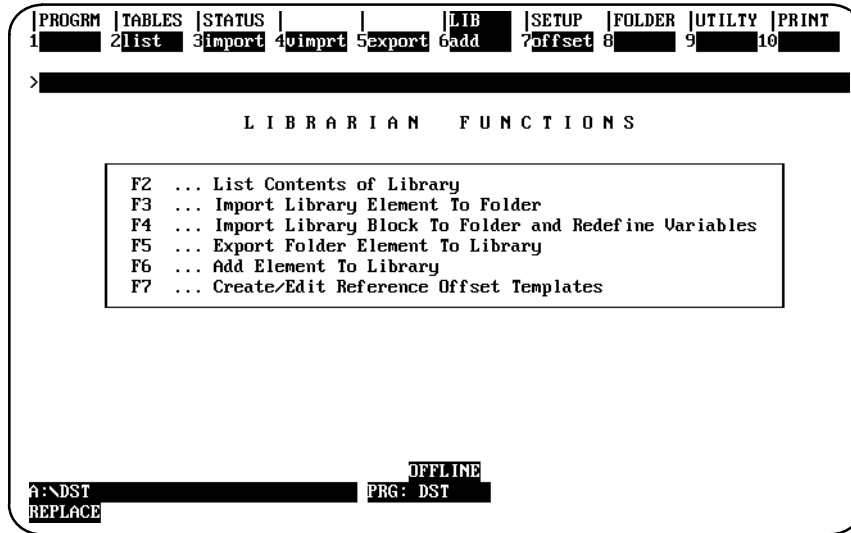 |PROGRM |TABLES |STATUS | | |LIB |SETUP |FOLDER |UTILTY |PRINT
1 2list 3import 4vimprt 5export 6add 7offset 8 9 10
>
L I B R A R I A N F U N C T I O N S
F2 ... List Contents of Library
F3 ... Import Library Element To Folder
F4 ... Import Library Block To Folder and Redefine Variables
F5 ... Export Folder Element To Library
F6 ... Add Element To Library
F7 ... Create/Edit Reference Offset Templates
OFFLINE
A:\DST PRG: DST
REPLACE